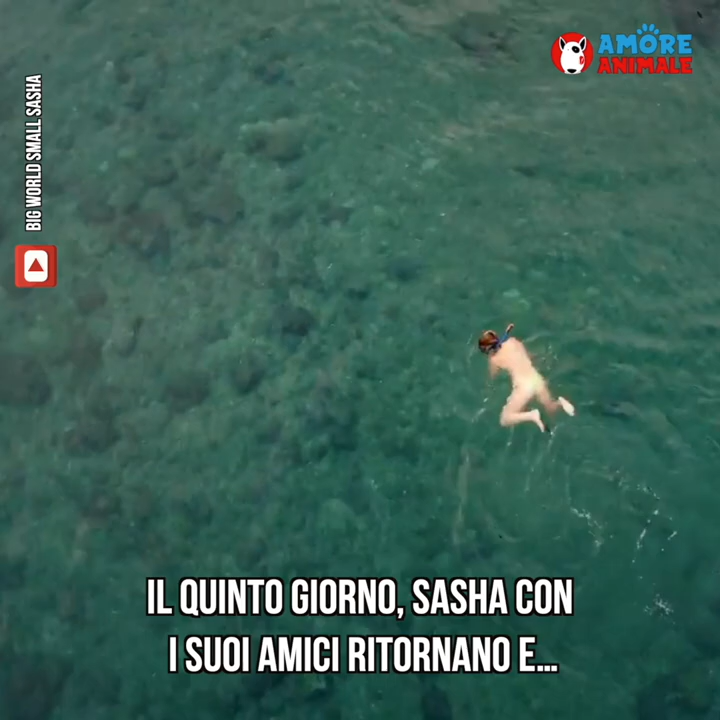 AMORE
ANIMALE
BIG WORLD SMALL SASHA
IL QUINTO GIORNO, SASHA CON
I SUOI AMICI RITORNANO E...